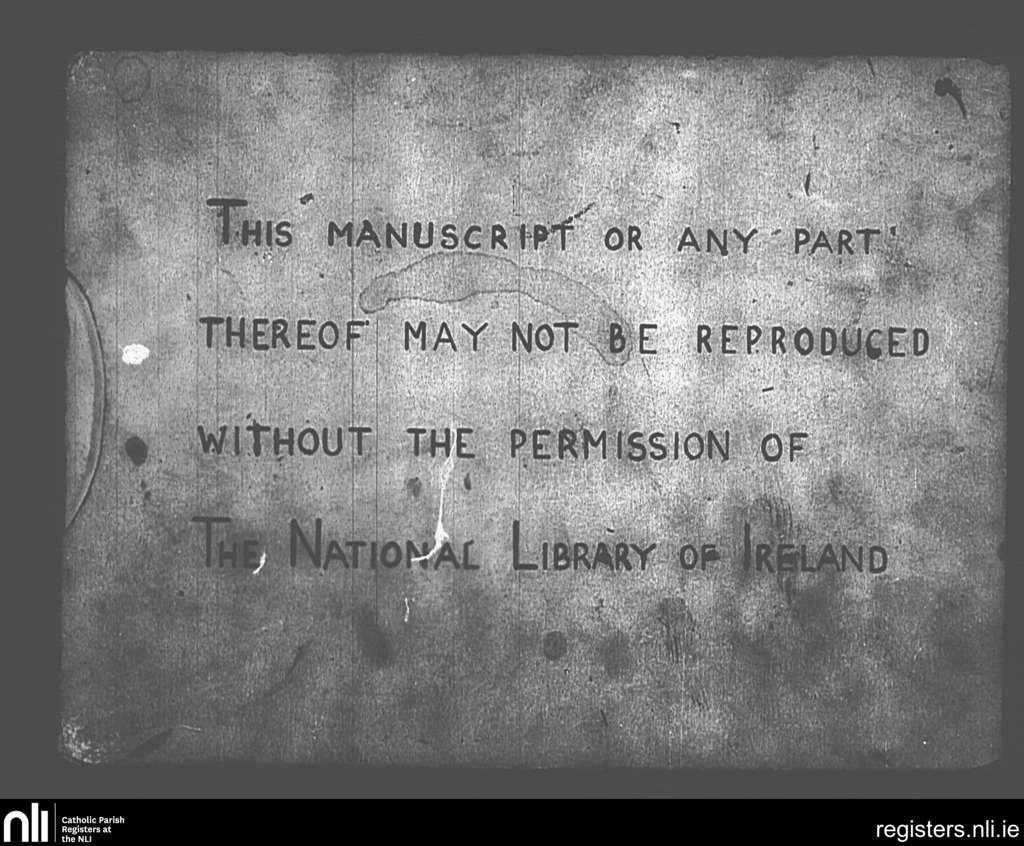 THIS MANUSCRIPT OR ANY PART
THEREOF MAY NOT BE REPRODUCED
WITHOUT THE PERMISSION OF
THE NATIONAL LIBRARY OF IRELAND
nli
Catholic Parish
Registers at
the NLI
registers.nli.ie